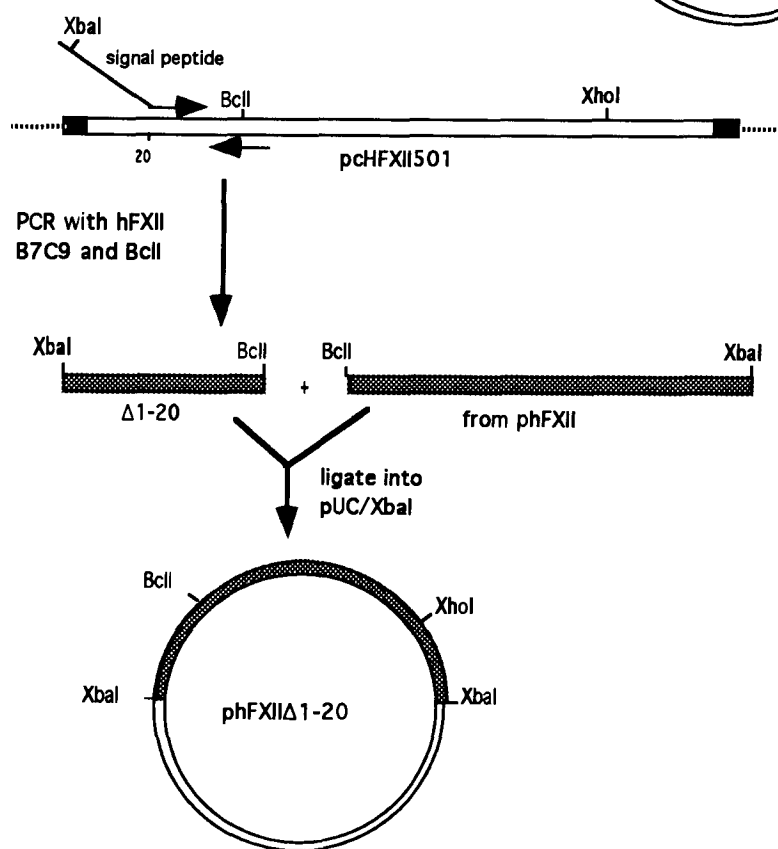 XbaI
signal peptide
BclI
XhoI
20
pcHFXII501
PCR with hFXII
B7C9 and BclI
XbaI
BclI
BclI
XbaI
Δ1-20
+
from phFXII
ligate into
pUC/XbaI
BclI
XhoI
XbaI
XbaI
phFXIIΔ1-20